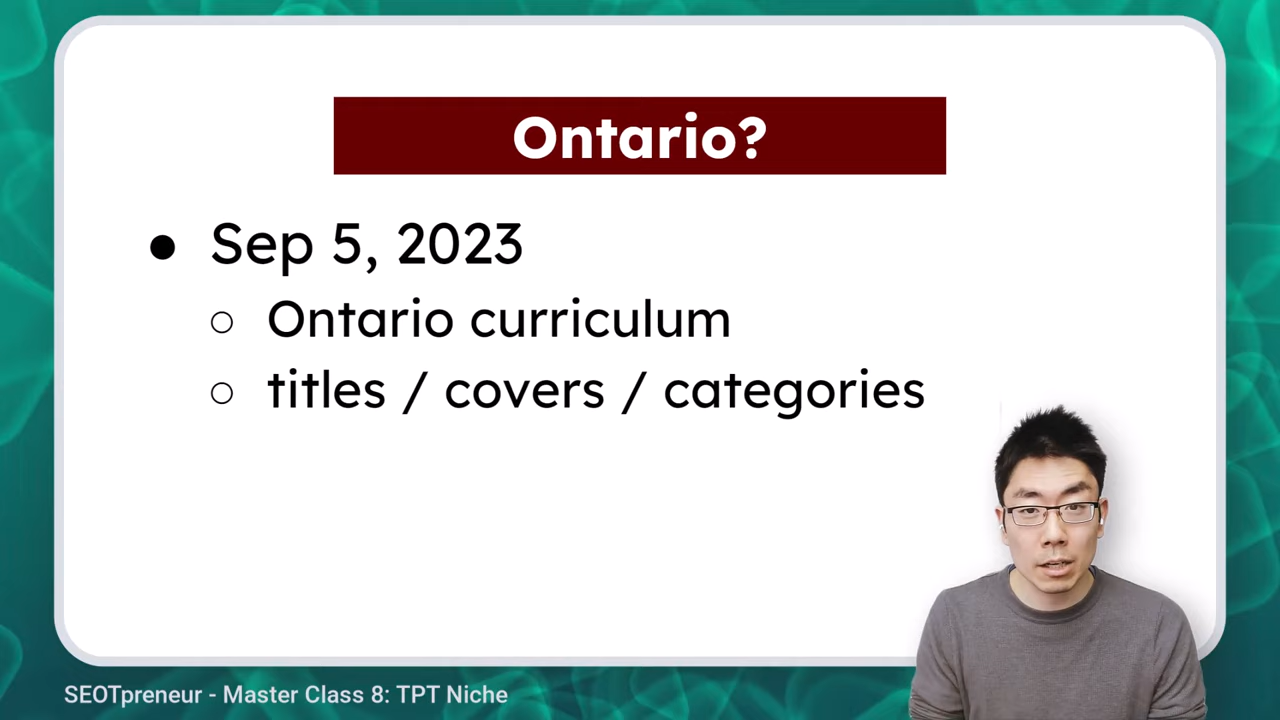 Ontario?
● Sep 5, 2023
○ Ontario curriculum
○ titles / covers / categories
SEOTpreneur - Master Class 8: TPT Niche